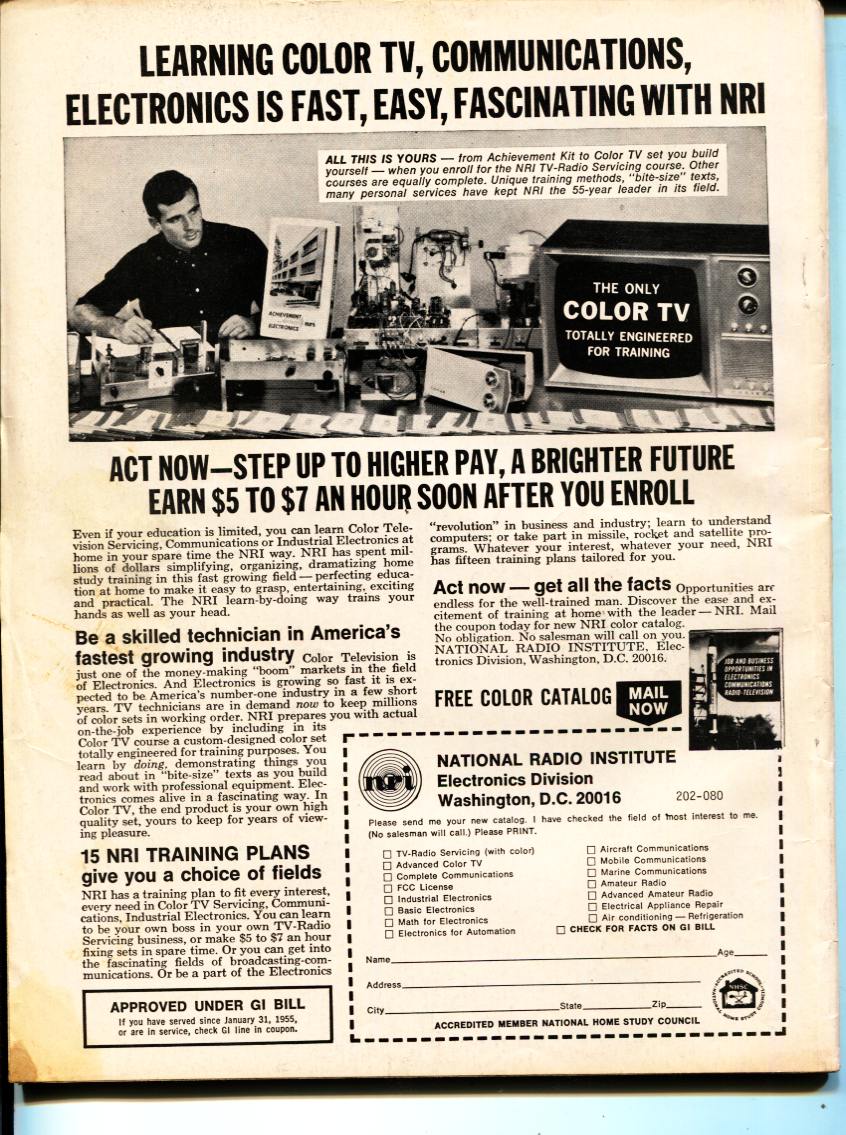 LEARNING COLOR TV, COMMUNICATIONS,
ELECTRONICS IS FAST, EASY, FASCINATING WITH NRI
ALL THIS IS YOURS — from Achievement Kit to Color TV set you build
yourself — when you enroll for the NRI TV-Radio Servicing course. Other
courses are equally complete. Unique training methods, "bite-size" texts,
many personal services have kept NRI the 55-year leader in its field.
ACHIEVEMENT
ELECTRONICS
nri
THE ONLY
COLOR TV
TOTALLY ENGINEERED
FOR TRAINING
ACT NOW—STEP UP TO HIGHER PAY, A BRIGHTER FUTURE
EARN $5 TO $7 AN HOUR SOON AFTER YOU ENROLL
Even if your education is limited, you can learn Color Tele-
vision Servicing, Communications or Industrial Electronics at
home in your spare time the NRI way. NRI has spent mil-
lions of dollars simplifying, organizing, dramatizing home
study training in this fast growing field — perfecting educa-
tion at home to make it easy to grasp, entertaining, exciting
and practical. The NRI learn-by-doing way trains your
hands as well as your head.
Be a skilled technician in America's
fastest growing industry Color Television is
just one of the money-making "boom" markets in the field
of Electronics. And Electronics is growing so fast it is ex-
pected to be America's number-one industry in a few short
years. TV technicians are in demand now to keep millions
of color sets in working order. NRI prepares you with actual
on-the-job experience by including in its
Color TV course a custom-designed color set
totally engineered for training purposes. You
learn by doing, demonstrating things you
read about in "bite-size" texts as you build
and work with professional equipment. Elec-
tronics comes alive in a fascinating way. In
Color TV, the end product is your own high
quality set, yours to keep for years of view-
ing pleasure.
15 NRI TRAINING PLANS
give you a choice of fields
NRI has a training plan to fit every interest,
every need in Color TV Servicing, Communi-
cations, Industrial Electronics. You can learn
to be your own boss in your own TV-Radio
Servicing business, or make $5 to $7 an hour
fixing sets in spare time. Or you can get into
the fascinating fields of broadcasting-com-
munications. Or be a part of the Electronics
APPROVED UNDER GI BILL
If you have served since January 31, 1955,
or are in service, check GI line in coupon.
"revolution" in business and industry; learn to understand
computers; or take part in missile, rocket and satellite pro-
grams. Whatever your interest, whatever your need, NRI
has fifteen training plans tailored for you.
Act now — get all the facts Opportunities are
endless for the well-trained man. Discover the ease and ex-
citement of training at home with the leader — NRI. Mail
the coupon today for new NRI color catalog.
No obligation. No salesman will call on you.
NATIONAL RADIO INSTITUTE, Elec-
tronics Division, Washington, D.C. 20016.
FREE COLOR CATALOG
MAIL
NOW
JOB AND BUSINESS
OPPORTUNITIES IN
ELECTRONICS
COMMUNICATIONS
RADIO-TELEVISION
nri
NATIONAL RADIO INSTITUTE
Electronics Division
Washington, D.C. 20016
202-080
Please send me your new catalog. I have checked the field of most interest to me.
(No salesman will call.) Please PRINT.
TV-Radio Servicing (with color)
Advanced Color TV
Complete Communications
FCC License
Industrial Electronics
Basic Electronics
Math for Electronics
Electronics for Automation
Aircraft Communications
Mobile Communications
Marine Communications
Amateur Radio
Advanced Amateur Radio
Electrical Appliance Repair
Air conditioning — Refrigeration
CHECK FOR FACTS ON GI BILL
Name Age
Address
City State Zip
ACCREDITED MEMBER NATIONAL HOME STUDY COUNCIL
NHSC